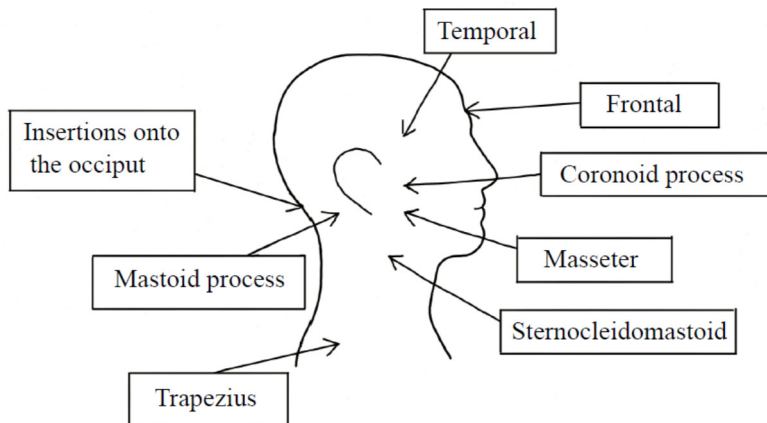 Temporal
Frontal
Insertions onto
the occiput
Coronoid process
Mastoid process
Masseter
Sternocleidomastoid
Trapezius